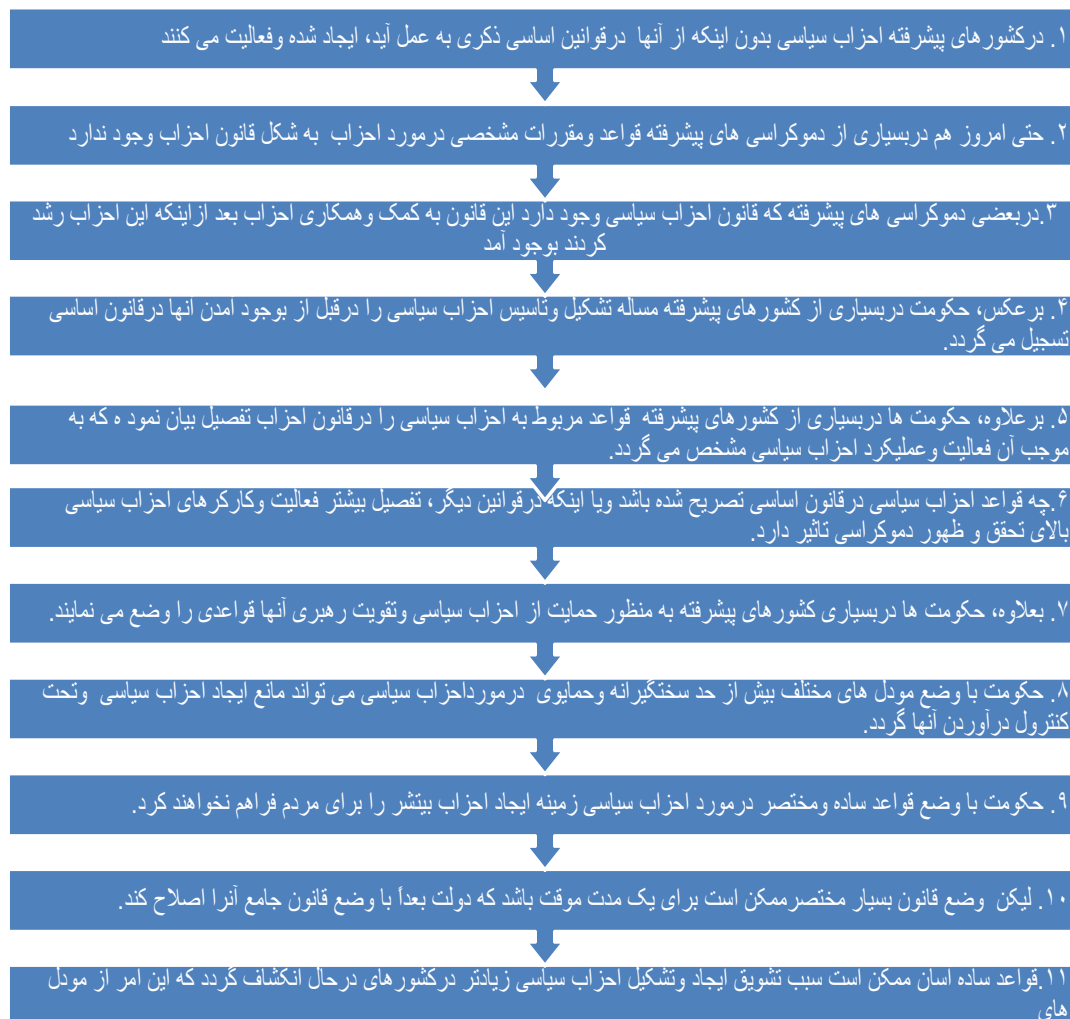 ۱. درکشورهای پیشرفته احزاب سیاسی بدون اینکه از آنها درقوانین اساسی ذکری به عمل آید، ایجاد شده وفعالیت می کنند
۲. حتی امروز هم دربسیاری از دموکراسی های پیشرفته قواعد ومقررات مشخصی درمورد احزاب به شکل قانون احزاب وجود ندارد
۳.دربعضی دموکراسی های پیشرفته که قانون احزاب سیاسی وجود دارد این قانون به کمک وهمکاری احزاب بعد ازاینکه این احزاب رشد
کردند بوجود آمد
۴. برعکس، حکومت دربسیاری از کشورهای پیشرفته مساله تشکیل وتاسیس احزاب سیاسی را درقبل از بوجود امدن آنها درقانون اساسی
تسجیل می گردد.
۵. برعلاوه، حکومت ها دربسیاری از کشورهای پیشرفته قواعد مربوط به احزاب سیاسی را درقانون احزاب تفصیل بیان نمود ه که به
موجب آن فعالیت وعملیکرد احزاب سیاسی مشخص می گردد.
۶.چه قواعد احزاب سیاسی درقانون اساسی تصریح شده باشد ویا اینکه درقوانین دیگر، تفصیل بیشتر فعالیت وکارکرهای احزاب سیاسی
بالای تحقق و ظهور دموکراسی تاثیر دارد.
۷. بعلاوه، حکومت ها دربسیاری کشورهای پیشرفته به منظور حمایت از احزاب سیاسی وتقویت رهبری آنها قواعدی را وضع می نمایند.
۸. حکومت با وضع مودل های مختلف بیش از حد سختگیرانه وحمایوی درمورداحزاب سیاسی می تواند مانع ایجاد احزاب سیاسی وتحت
کنترول درآوردن آنها گردد.
۹. حکومت با وضع قواعد ساده ومختصر درمورد احزاب سیاسی زمینه ایجاد احزاب بیتشر را برای مردم فراهم نخواهند کرد.
۱۰. لیکن وضع قانون بسیار مختصرممکن است برای یک مدت موقت باشد که دولت بعداً با وضع قانون جامع آنرا اصلاح کند.
۱۱.قواعد ساده اسان ممکن است سبب تشویق ایجاد وتشکیل احزاب سیاسی زیادتر درکشورهای درحال انکشاف گردد که این امر از مودل
های